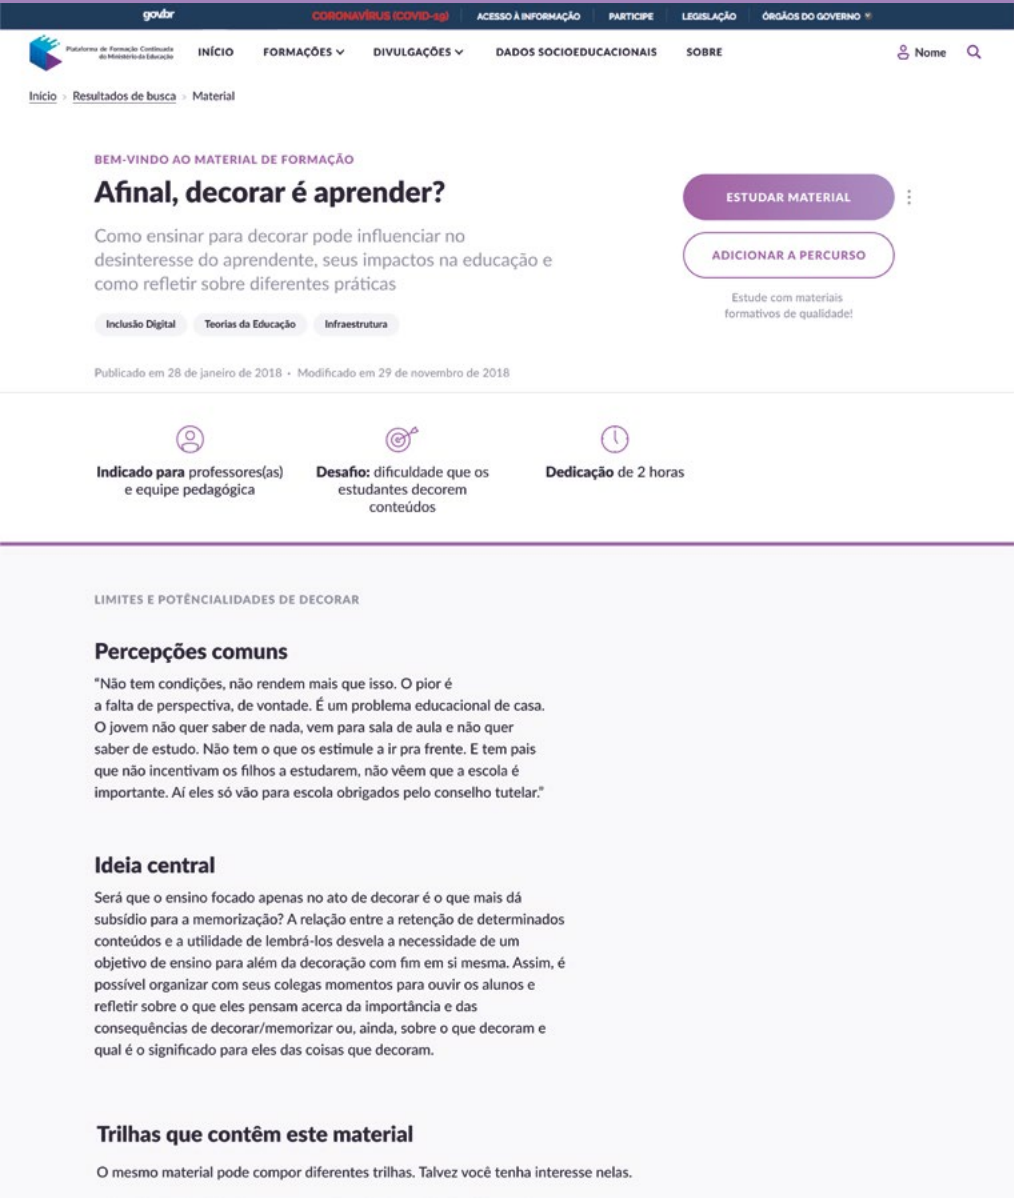 govbr
CORONAVÍRUS (COVID-19) ACESSO À INFORMAÇÃO PARTICIPE LEGISLAÇÃO ÓRGÃOS DO GOVERNO
Plataforma de Formação Continuada
do Ministério da Educação
INÍCIO FORMAÇÕES DIVULGAÇÕES DADOS SOCIOEDUCACIONAIS SOBRE Nome
Início > Resultados de busca > Material
BEM-VINDO AO MATERIAL DE FORMAÇÃO
Afinal, decorar é aprender?
Como ensinar para decorar pode influenciar no
desinteresse do aprendente, seus impactos na educação e
como refletir sobre diferentes práticas
Inclusão Digital Teorias da Educação Infraestrutura
Publicado em 28 de janeiro de 2018 • Modificado em 29 de novembro de 2018
ESTUDAR MATERIAL
ADICIONAR A PERCURSO
Estude com materiais
formativos de qualidade!
Indicado para professores(as)
e equipe pedagógica
Desafio: dificuldade que os
estudantes decorem
conteúdos
Dedicação de 2 horas
LIMITES E POTÊNCIALIDADES DE DECORAR
Percepções comuns
“Não tem condições, não rendem mais que isso. O pior é
a falta de perspectiva, de vontade. É um problema educacional de casa.
O jovem não quer saber de nada, vem para sala de aula e não quer
saber de estudo. Não tem o que os estimule a ir pra frente. E tem pais
que não incentivam os filhos a estudarem, não vêem que a escola é
importante. Aí eles só vão para escola obrigados pelo conselho tutelar.”
Ideia central
Será que o ensino focado apenas no ato de decorar é o que mais dá
subsídio para a memorização? A relação entre a retenção de determinados
conteúdos e a utilidade de lembrá-los desvela a necessidade de um
objetivo de ensino para além da decoração com fim em si mesma. Assim, é
possível organizar com seus colegas momentos para ouvir os alunos e
refletir sobre o que eles pensam acerca da importância e das
consequências de decorar/memorizar ou, ainda, sobre o que decoram e
qual é o significado para eles das coisas que decoram.
Trilhas que contêm este material
O mesmo material pode compor diferentes trilhas. Talvez você tenha interesse nelas.